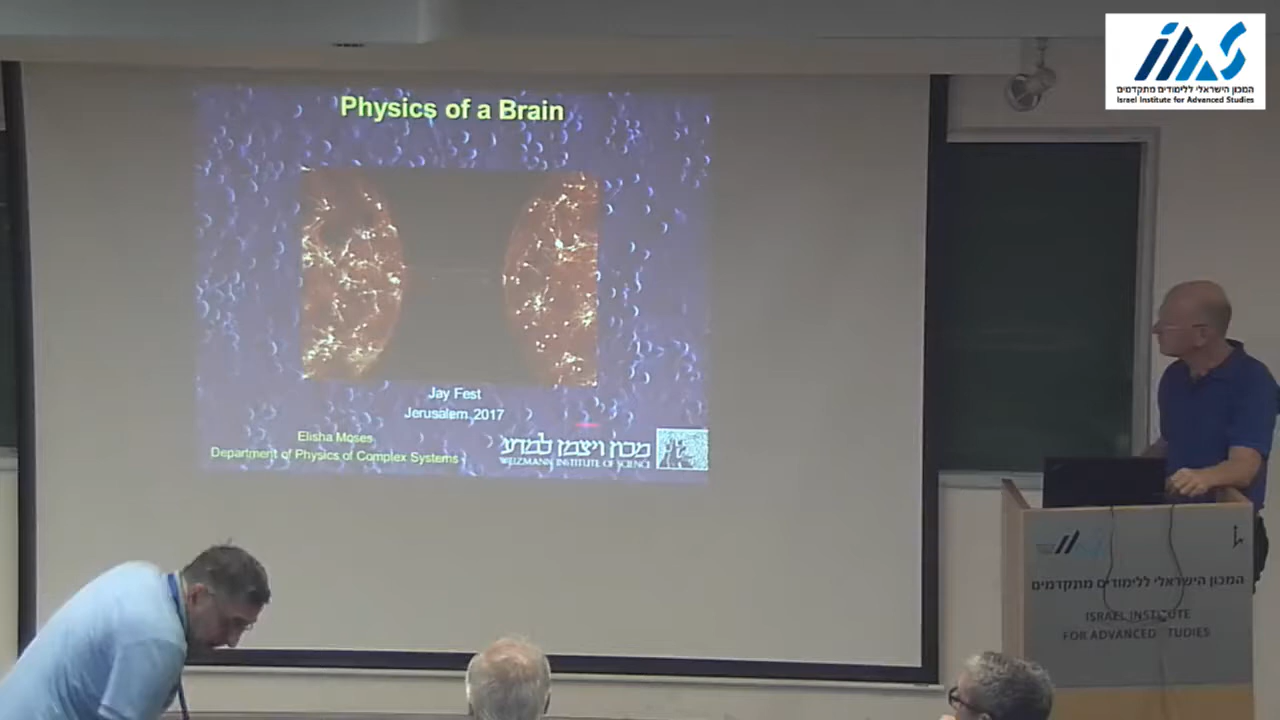 Physics of a Brain
Jay Fest
Jerusalem, 2017
Elisha Moses
Department of Physics of Complex Systems
מכון ויצמן למדע
WEIZMANN INSTITUTE OF SCIENCE
המכון הישראלי ללימודים מתקדמים
Israel Institute for Advanced Studies
המכון הישראלי ללימודים מתקדמים
ISRAEL INSTITUTE
FOR ADVANCED STUDIES